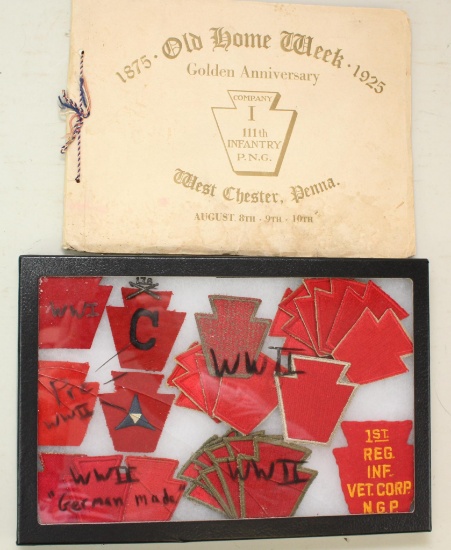 1875 · Old Home Week · 1925
Golden Anniversary
COMPANY
I
111th
INFANTRY
P.N.G.
West Chester, Penna.
AUGUST 8TH - 9TH - 10TH
WWI
C
Pre
WWII
WWII
WWII
"German made"
WWII
1ST
REG.
INF.
VET. CORP.
N.G.P.